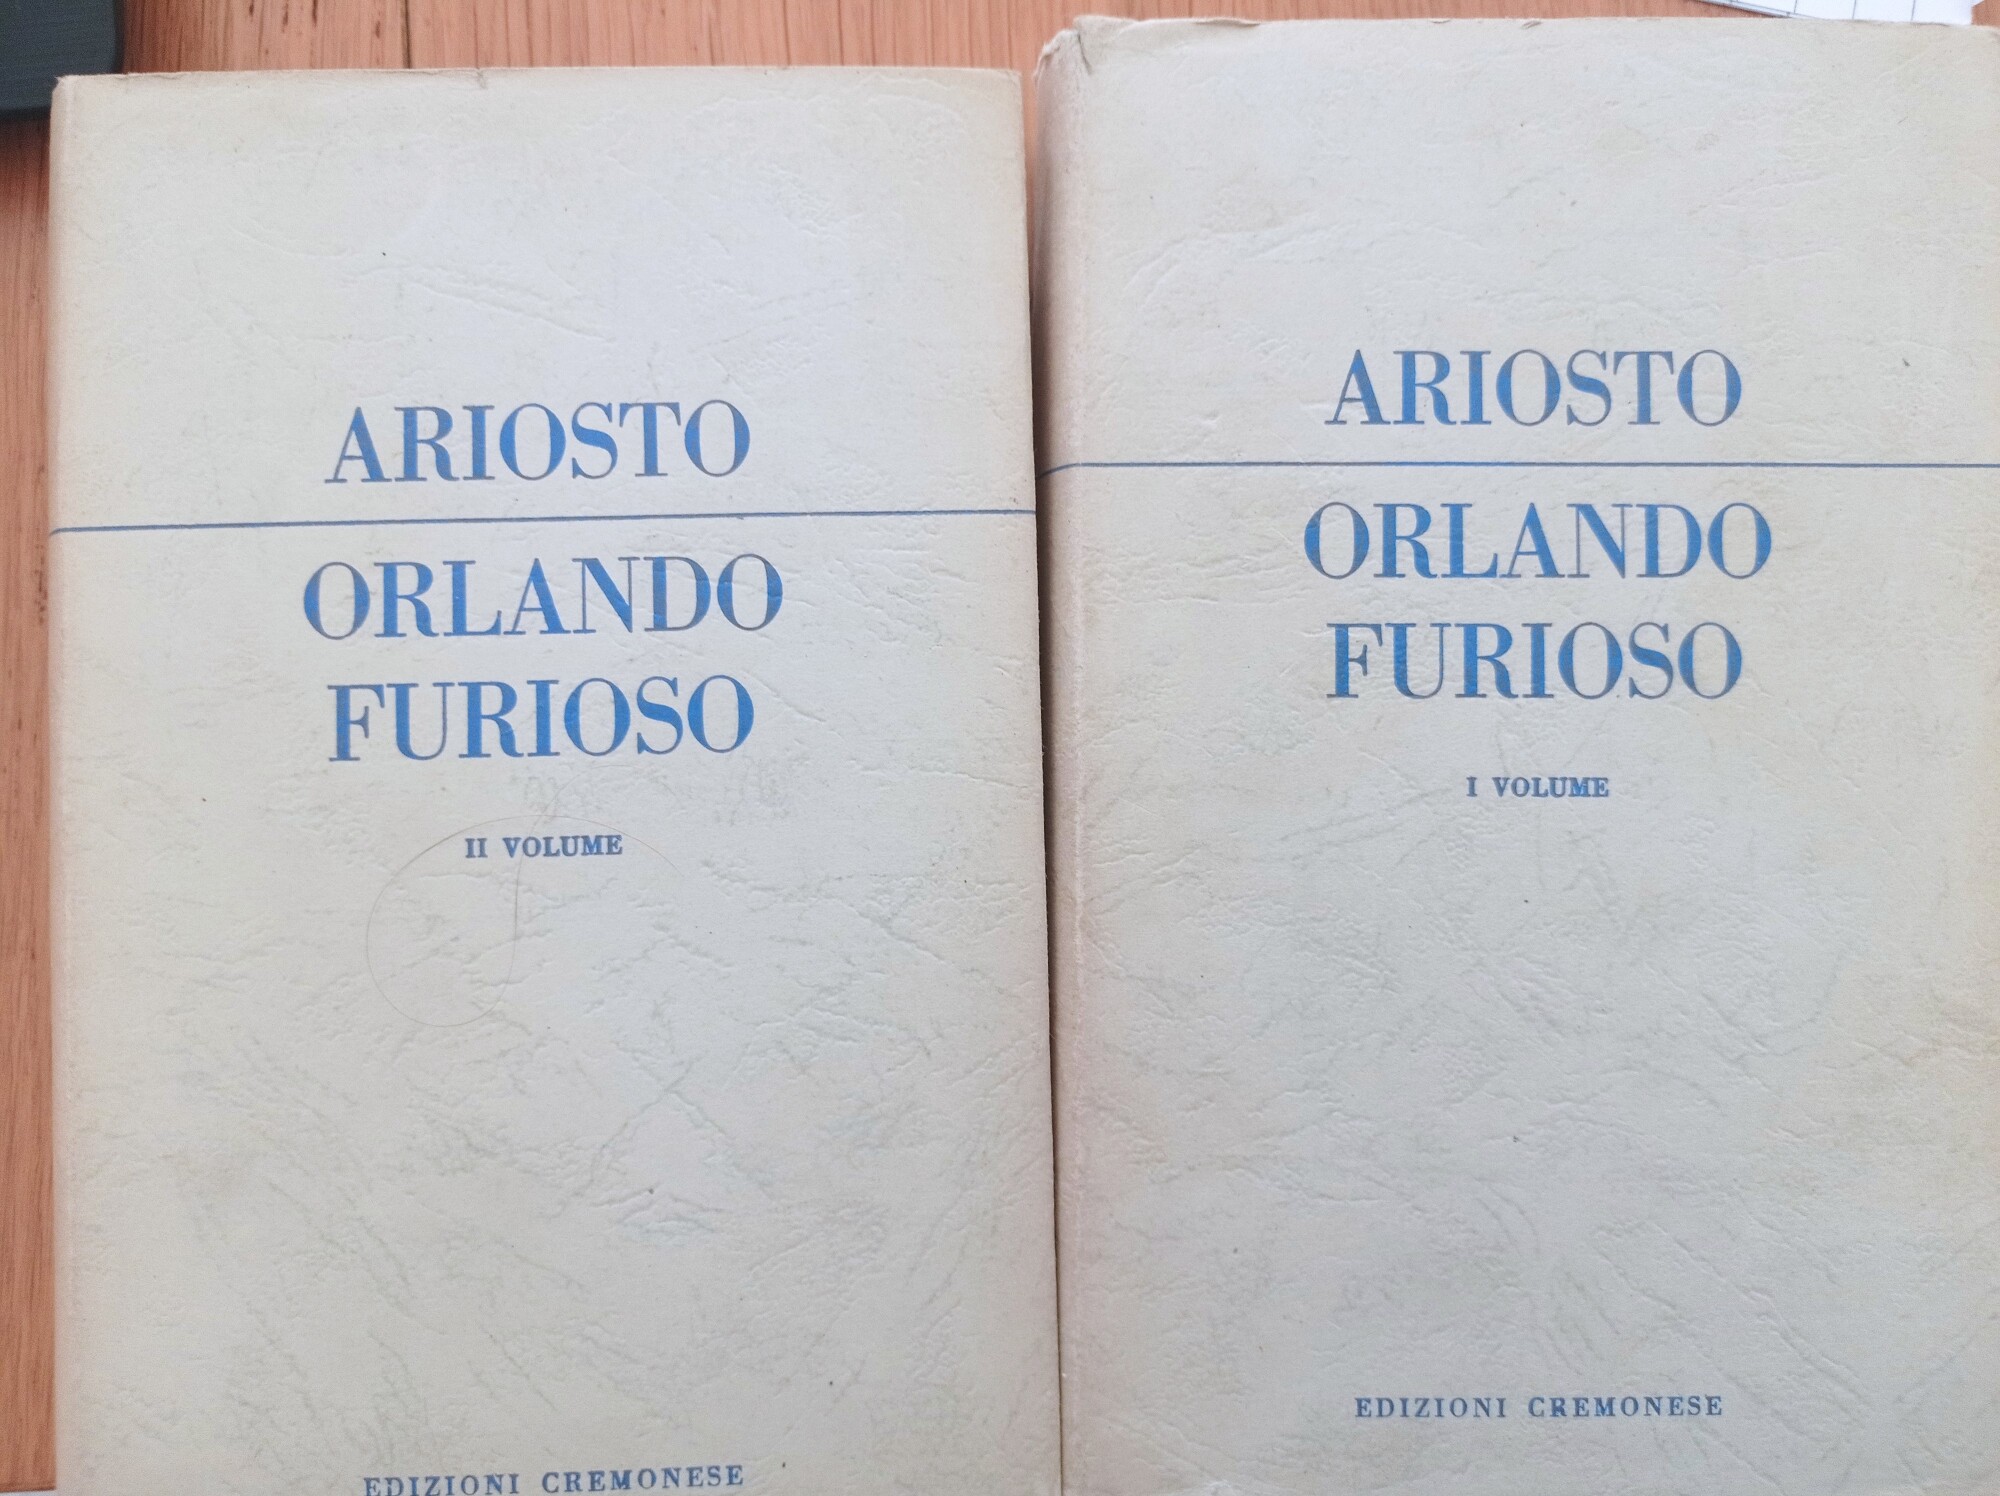 ARIOSTO
ORLANDO
FURIOSO
II VOLUME
EDIZIONI CREMONESE
ARIOSTO
ORLANDO
FURIOSO
I VOLUME
EDIZIONI CREMONESE